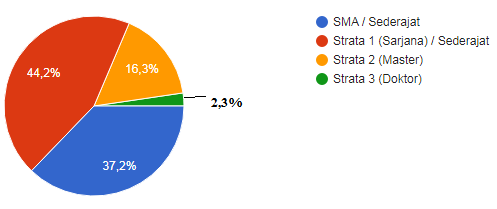 44,2%
16,3%
2,3%
37,2%
SMA / Sederajat
Strata 1 (Sarjana) / Sederajat
Strata 2 (Master)
Strata 3 (Doktor)